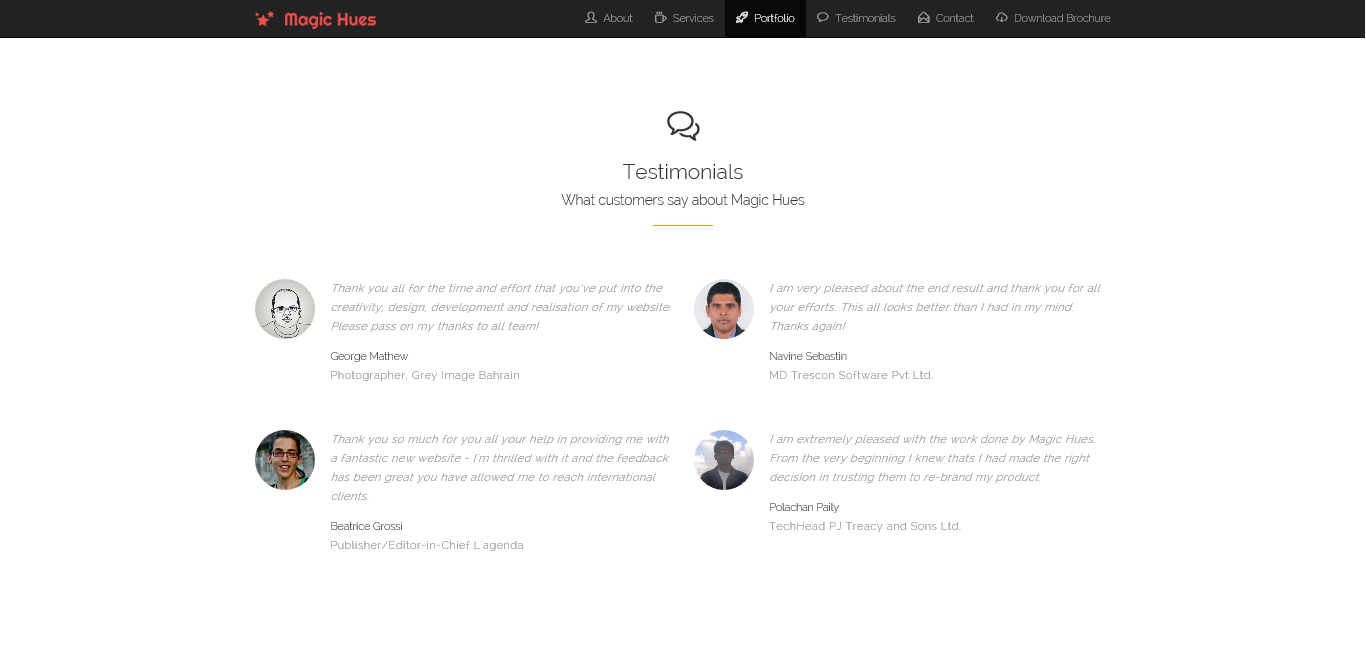 Magic Hues
About
Services
Portfolio
Testimonials
Contact
Download Brochure
Testimonials
What customers say about Magic Hues
Thank you all for the time and effort that you've put into the
creativity, design, development and realisation of my website.
Please pass on my thanks to all team!
George Mathew
Photographer, Grey Image Bahrain
I am very pleased about the end result and thank you for all
your efforts. This all looks better than I had in my mind.
Thanks again!
Navine Sebastin
MD Trescon Software Pvt Ltd.
Thank you so much for you all your help in providing me with
a fantastic new website - I'm thrilled with it and the feedback
has been great you have allowed me to reach international
clients.
Beatrice Grossi
Publisher/Editor-in-Chief L'agenda
I am extremely pleased with the work done by Magic Hues.
From the very beginning I knew thats I had made the right
decision in trusting them to re-brand my product.
Polachan Paily
TechHead PJ Treacy and Sons Ltd.